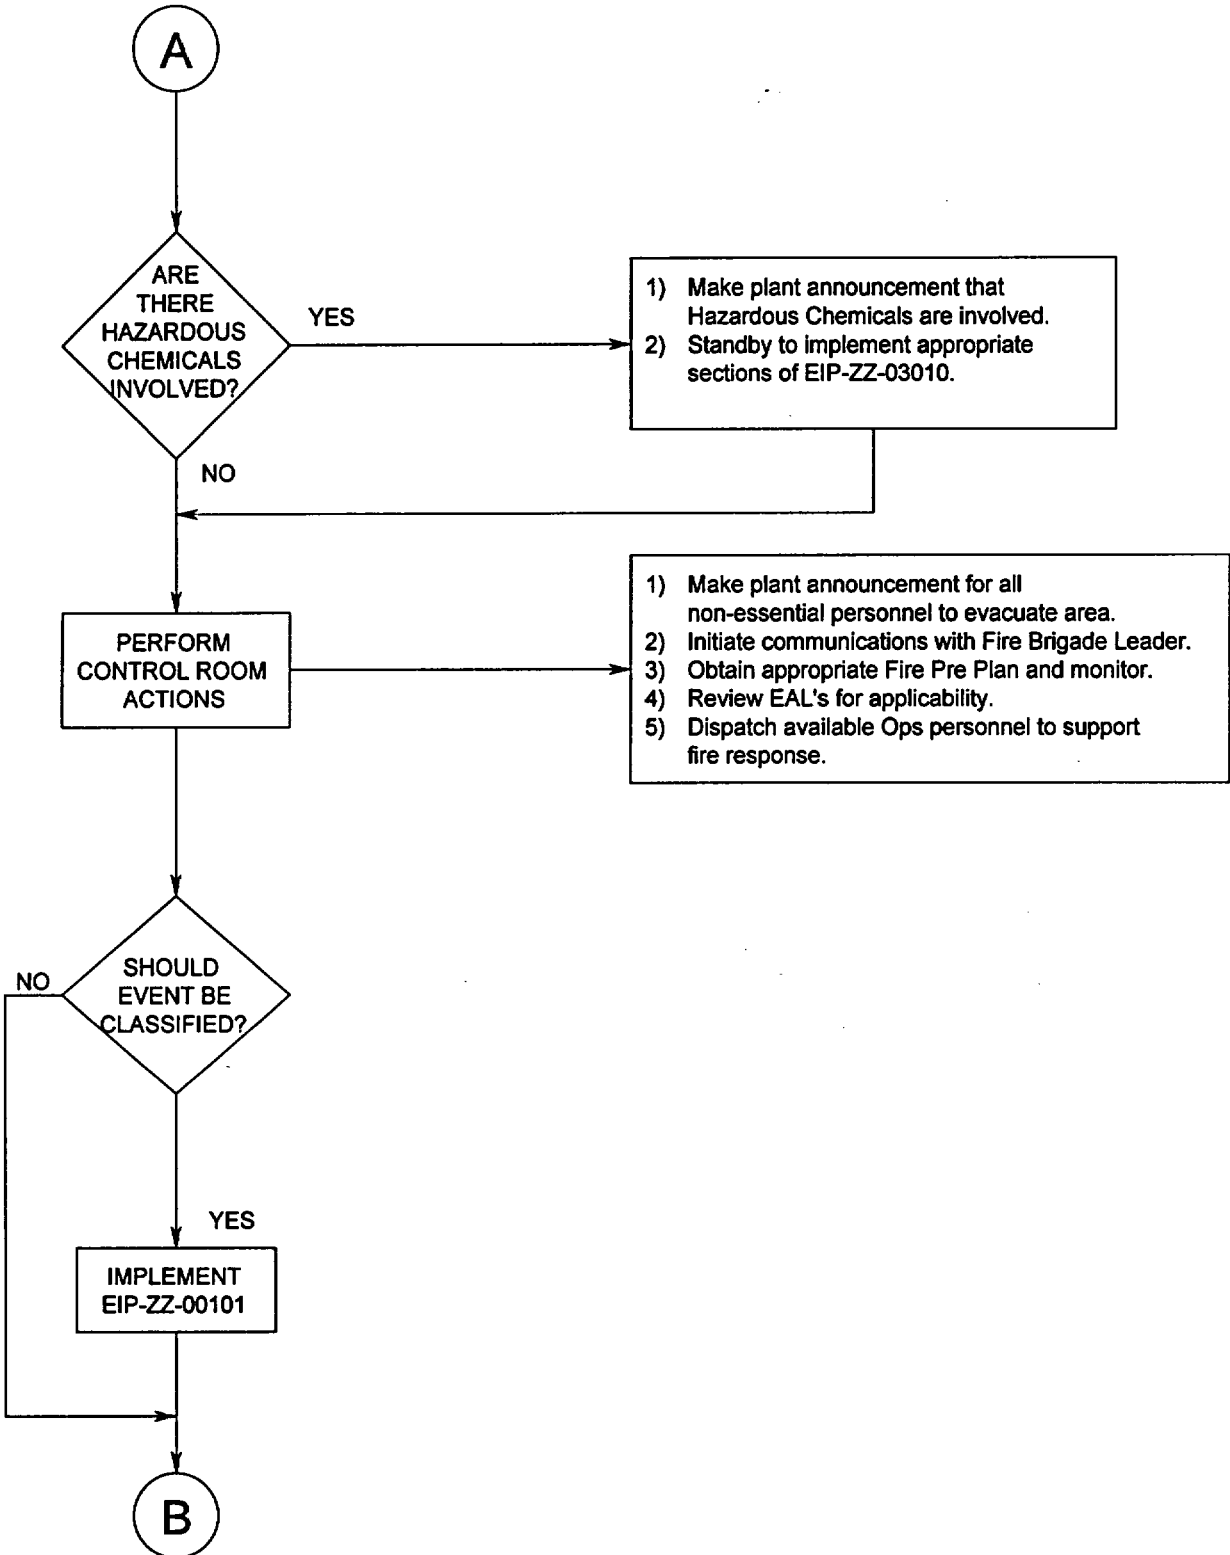 A
ARE
THERE
HAZARDOUS
CHEMICALS
INVOLVED?
YES
1) Make plant announcement that
Hazardous Chemicals are involved.
2) Standby to implement appropriate
sections of EIP-ZZ-03010.
NO
PERFORM
CONTROL ROOM
ACTIONS
1) Make plant announcement for all
non-essential personnel to evacuate area.
2) Initiate communications with Fire Brigade Leader.
3) Obtain appropriate Fire Pre Plan and monitor.
4) Review EAL's for applicability.
5) Dispatch available Ops personnel to support
fire response.
NO
SHOULD
EVENT BE
CLASSIFIED?
YES
IMPLEMENT
EIP-ZZ-00101
B